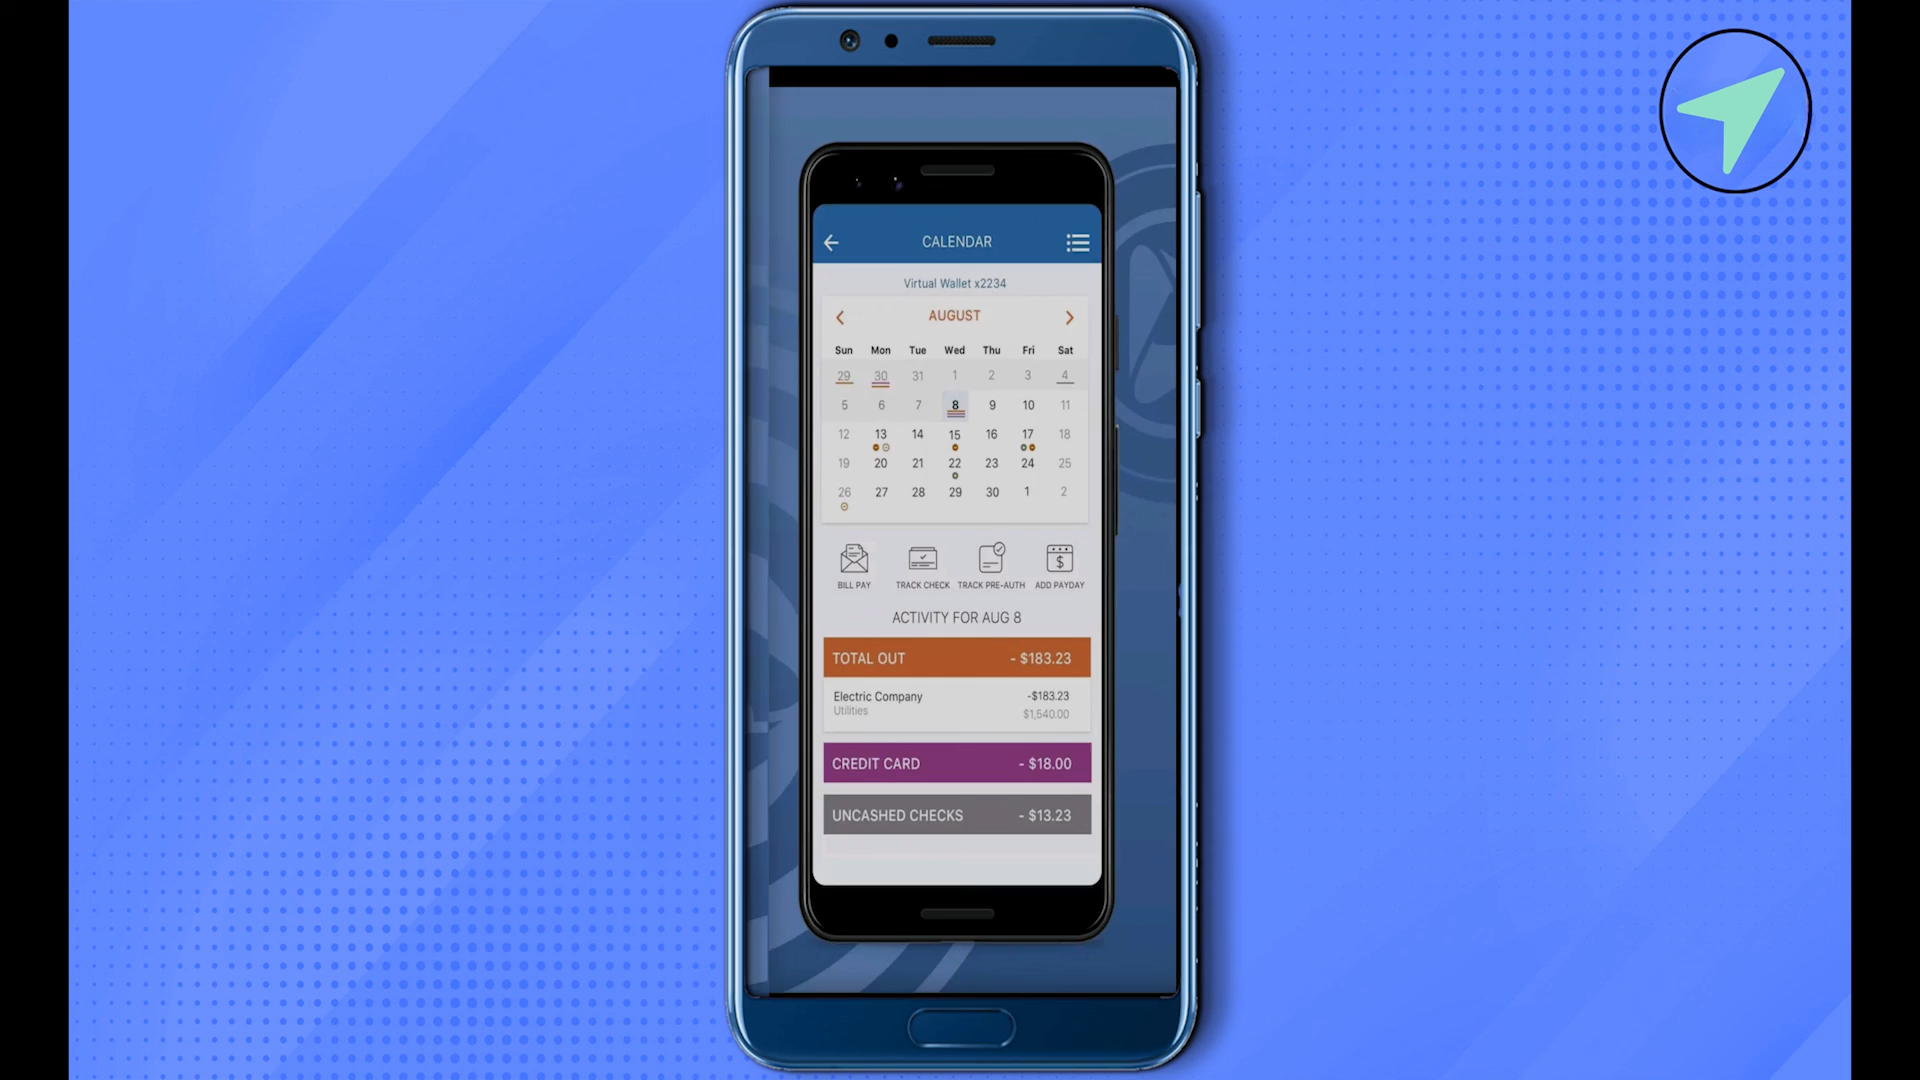 CALENDAR
Virtual Wallet x2234
AUGUST
Sun Mon Tue Wed Thu Fri Sat
29 30 31 1 2 3 4
5 6 7 8 9 10 11
12 13 14 15 16 17 18
19 20 21 22 23 24 25
26 27 28 29 30 1 2
BILL PAY TRACK CHECK TRACK PRE-AUTH ADD PAYDAY
ACTIVITY FOR AUG 8
TOTAL OUT - $183.23
Electric Company -$183.23
Utilities $1,540.00
CREDIT CARD - $18.00
UNCASHED CHECKS - $13.23